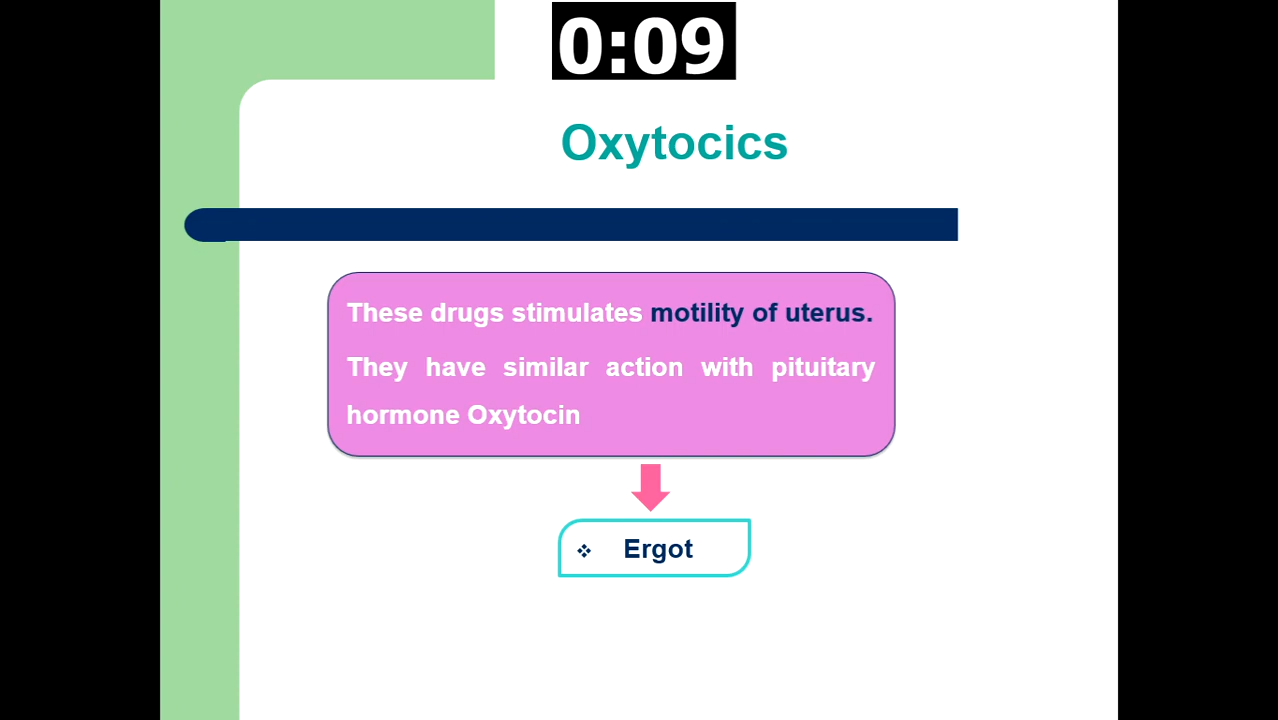 0:09
Oxytocics
These drugs stimulates motility of uterus.
They have similar action with pituitary
hormone Oxytocin
❖ Ergot